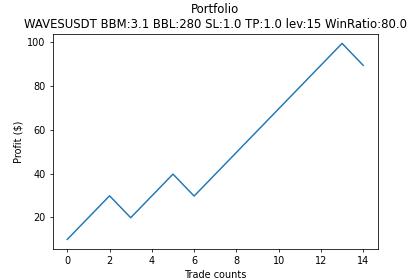 Portfolio
WAVESUSDT BBM:3.1 BBL:280 SL:1.0 TP:1.0 lev:15 WinRatio:80.0
100
80
60
40
20
Profit ($)
0 2 4 6 8 10 12 14
Trade counts